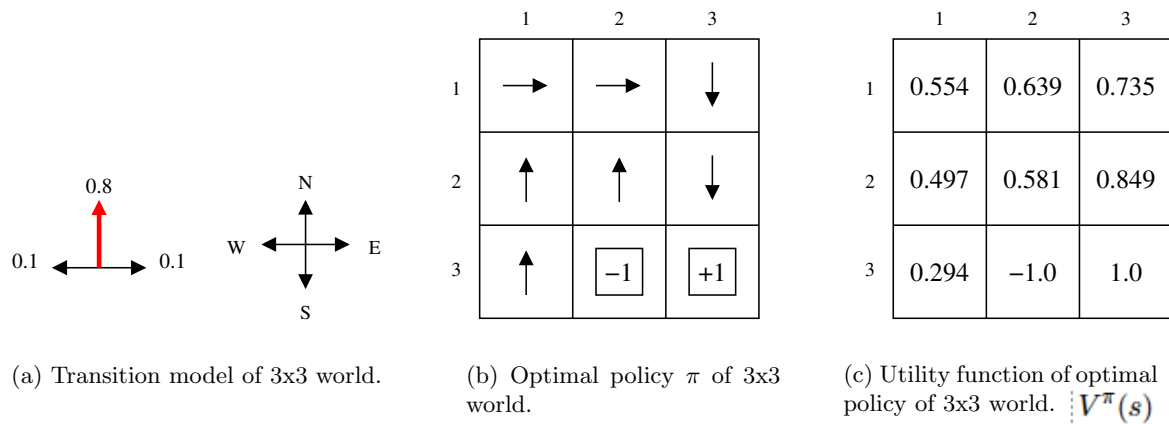 1 2 3
1
2
3 −1 +1
1 2 3
1 0.554 0.639 0.735
2 0.497 0.581 0.849
3 0.294 −1.0 1.0
0.8
0.1 0.1
N
W E
S
(a) Transition model of 3x3 world.
(b) Optimal policy π of 3x3
world.
(c) Utility function of optimal
policy of 3x3 world. V^π(s)